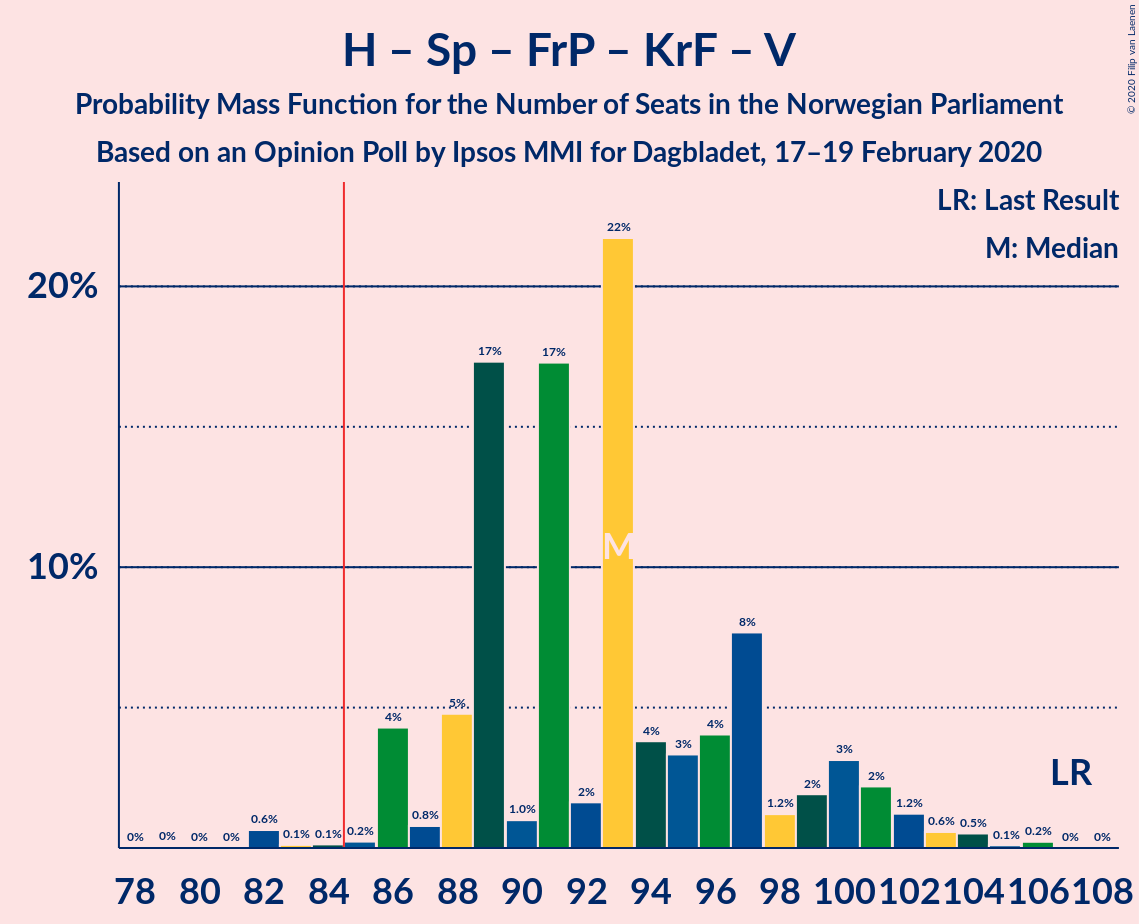 H – Sp – FrP – KrF – V
Probability Mass Function for the Number of Seats in the Norwegian Parliament
Based on an Opinion Poll by Ipsos MMI for Dagbladet, 17–19 February 2020
© 2020 Filip van Laenen
LR: Last Result
M: Median
20%
10%
0% 0% 0% 0% 0.6% 0.1% 0.1% 0.2% 4% 0.8% 5% 17% 1.0% 17% 2% 22% 4% 3% 4% 8% 1.2% 2% 3% 2% 1.2% 0.6% 0.5% 0.1% 0.2% 0% 0%
M
LR
78 80 82 84 86 88 90 92 94 96 98 100 102 104 106 108